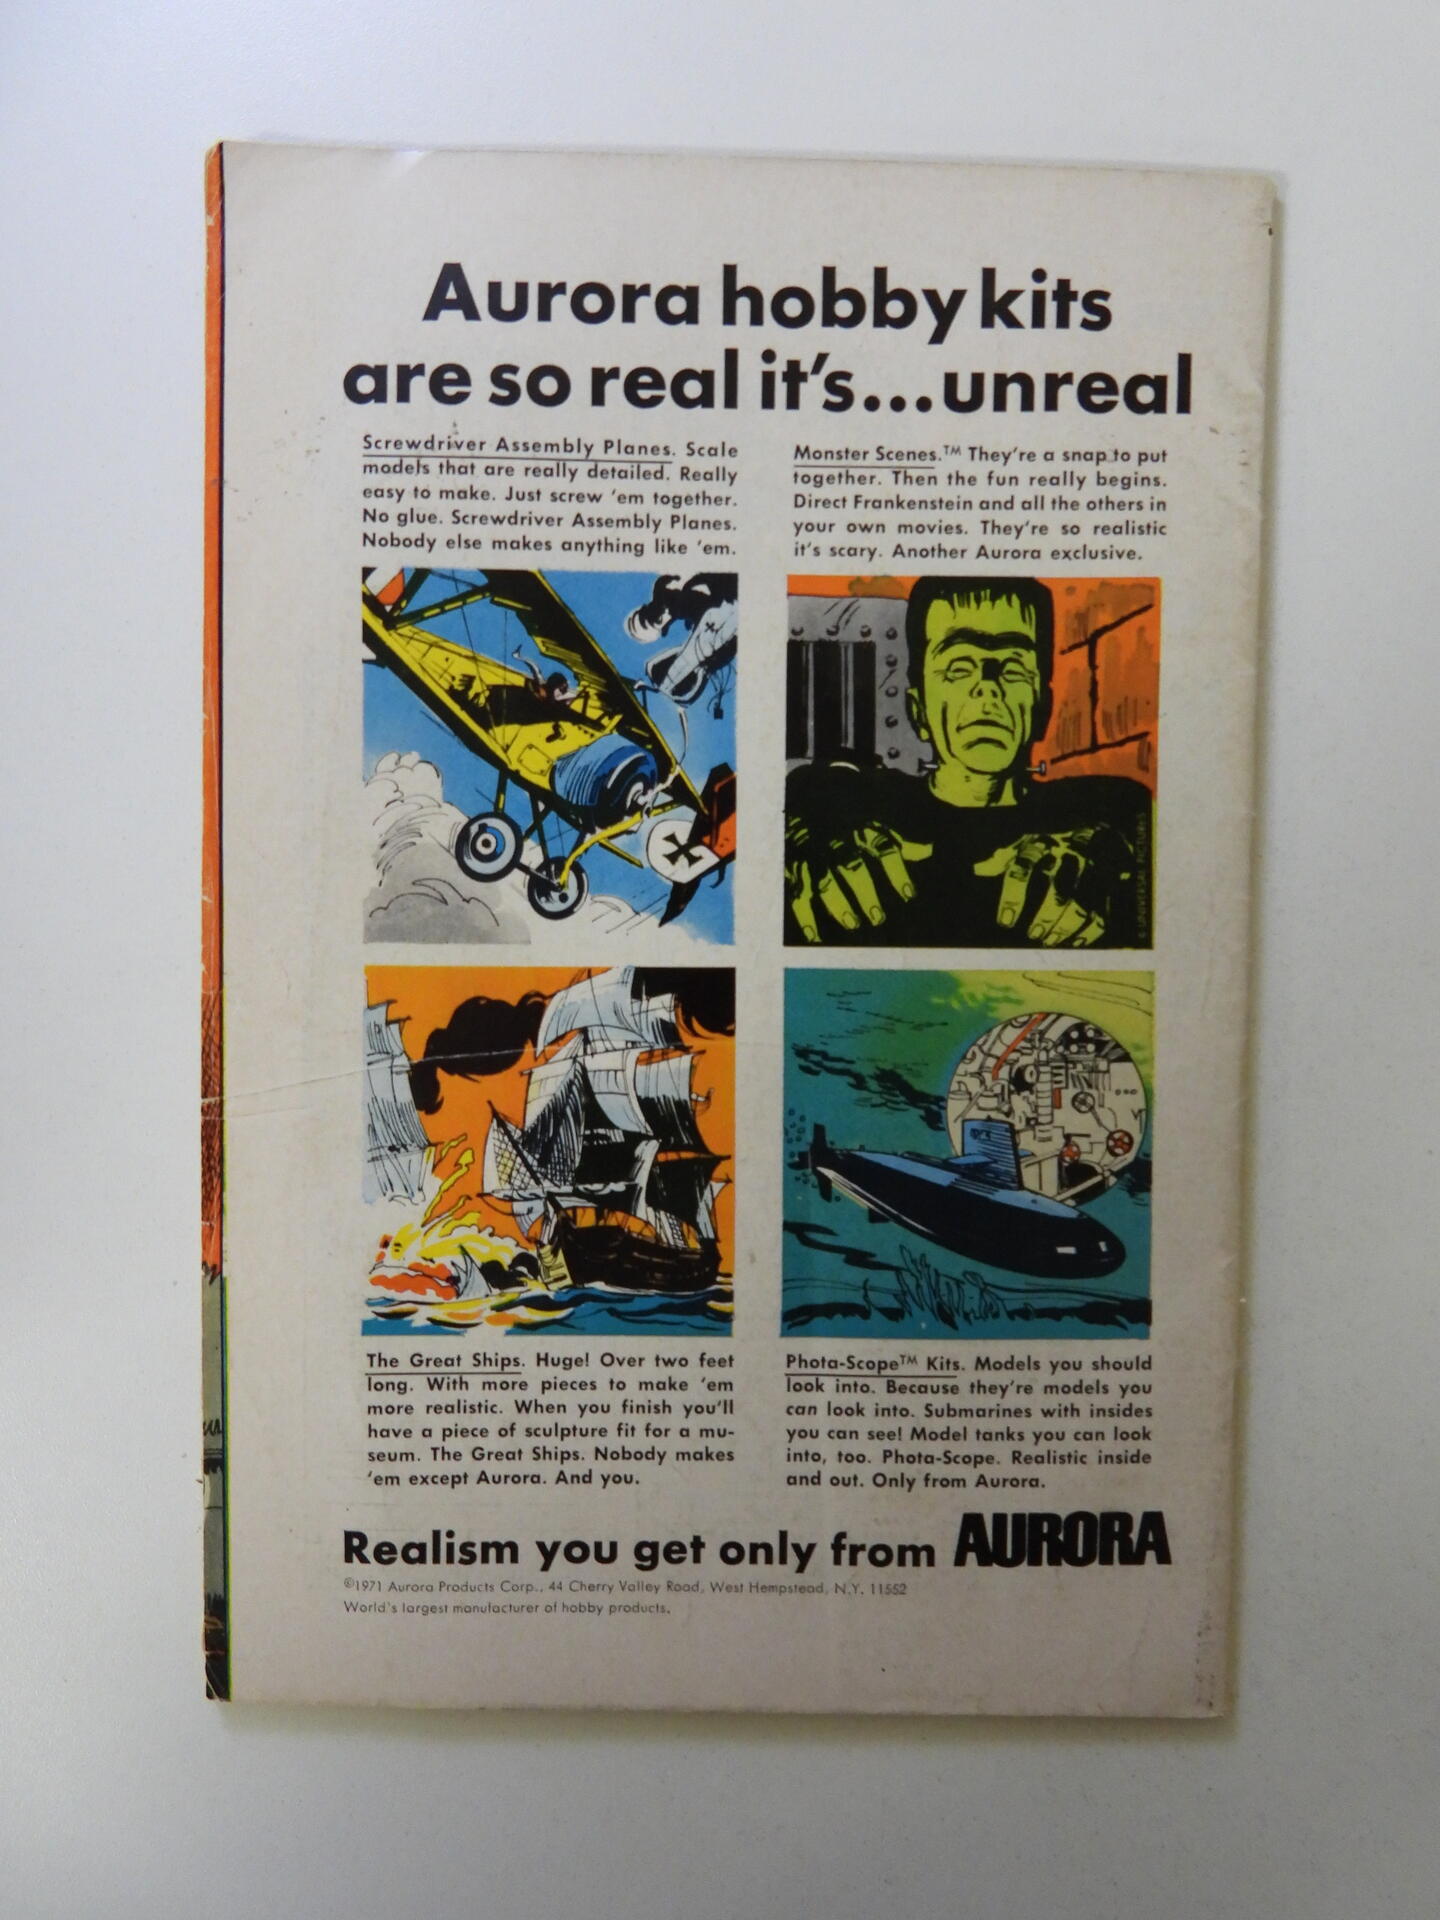 Aurora hobby kits
are so real it's...unreal
Screwdriver Assembly Planes. Scale
models that are really detailed. Really
easy to make. Just screw 'em together.
No glue. Screwdriver Assembly Planes.
Nobody else makes anything like 'em.
Monster Scenes.™ They're a snap to put
together. Then the fun really begins.
Direct Frankenstein and all the others in
your own movies. They're so realistic
it's scary. Another Aurora exclusive.
© UNIVERSAL PICTURES
The Great Ships. Huge! Over two feet
long. With more pieces to make 'em
more realistic. When you finish you'll
have a piece of sculpture fit for a mu-
seum. The Great Ships. Nobody makes
'em except Aurora. And you.
Phota-Scope™ Kits. Models you should
look into. Because they're models you
can look into. Submarines with insides
you can see! Model tanks you can look
into, too. Phota-Scope. Realistic inside
and out. Only from Aurora.
Realism you get only from AURORA
©1971 Aurora Products Corp., 44 Cherry Valley Road, West Hempstead, N.Y. 11552
World's largest manufacturer of hobby products.